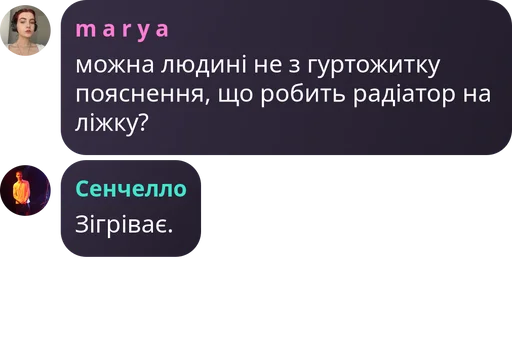 m a r y a
можна людині не з гуртожитку
пояснення, що робить радіатор на
ліжку?
Сенчелло
Зігріває.